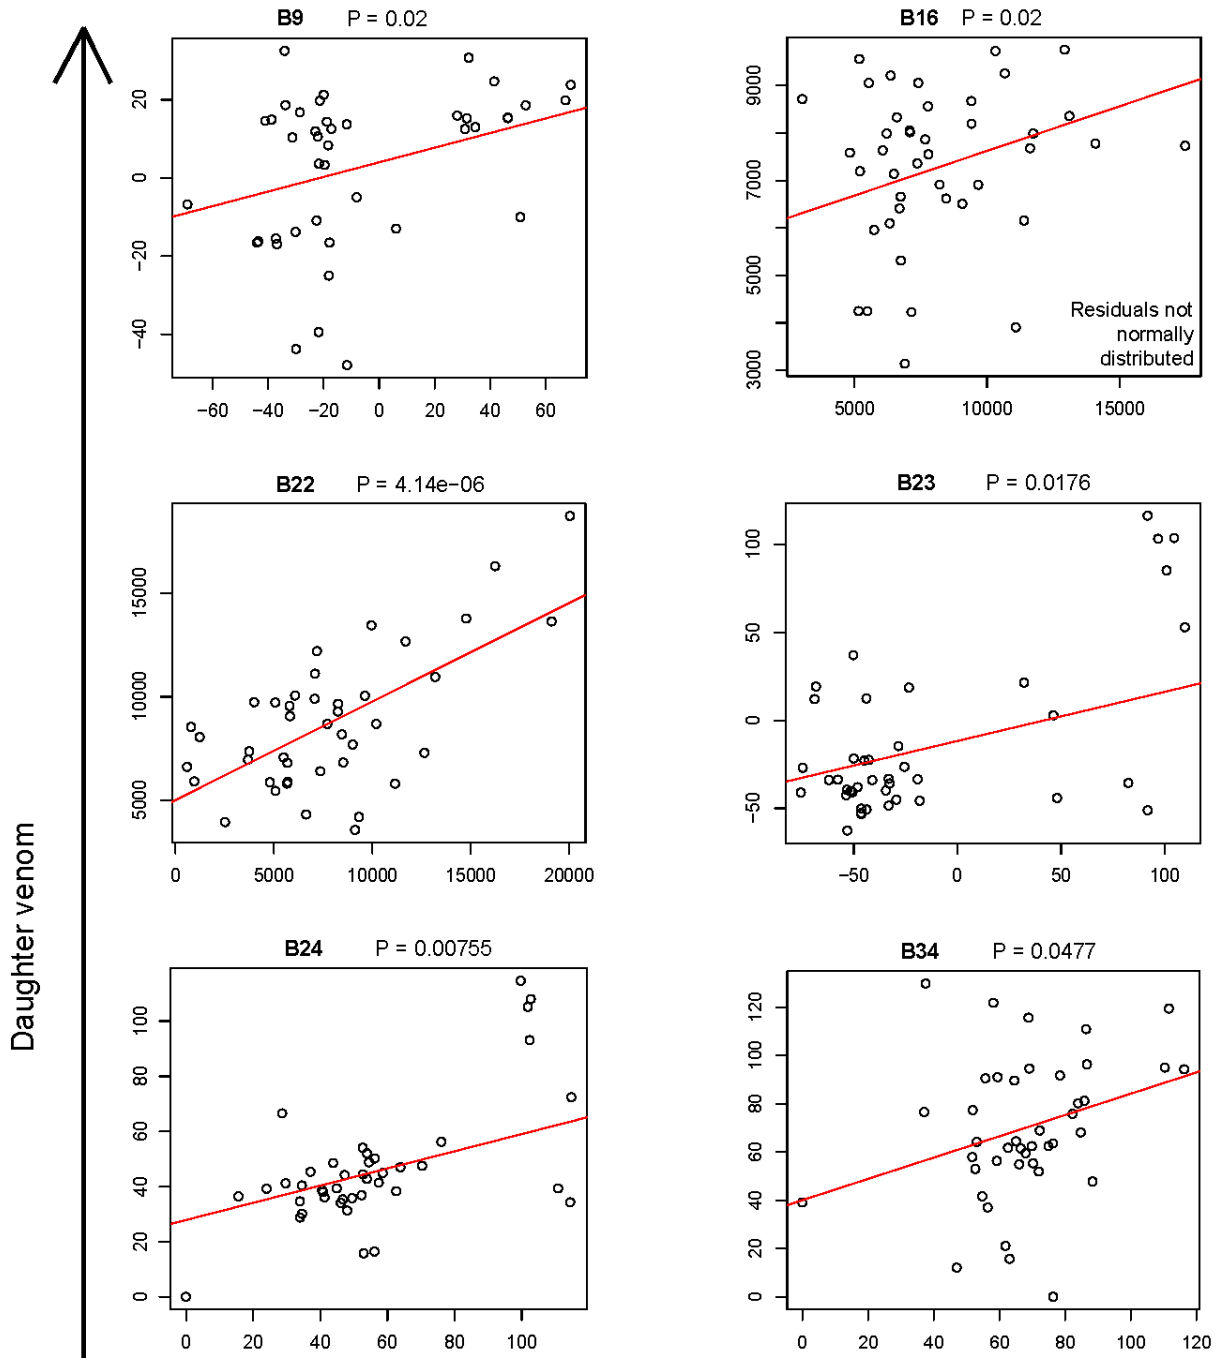 B9 P = 0.02
20
0
−20
−40
−60 −40 −20 0 20 40 60
B16 P = 0.02
9000
7000
5000
3000
Residuals not
normally
distributed
5000 10000 15000
B22 P = 4.14e−06
15000
10000
5000
0 5000 10000 15000 20000
B23 P = 0.0176
100
50
0
−50
−50 0 50 100
B24 P = 0.00755
100
80
60
40
20
0
0 20 40 60 80 100
B34 P = 0.0477
120
100
80
60
40
20
0
0 20 40 60 80 100 120
Daughter venom